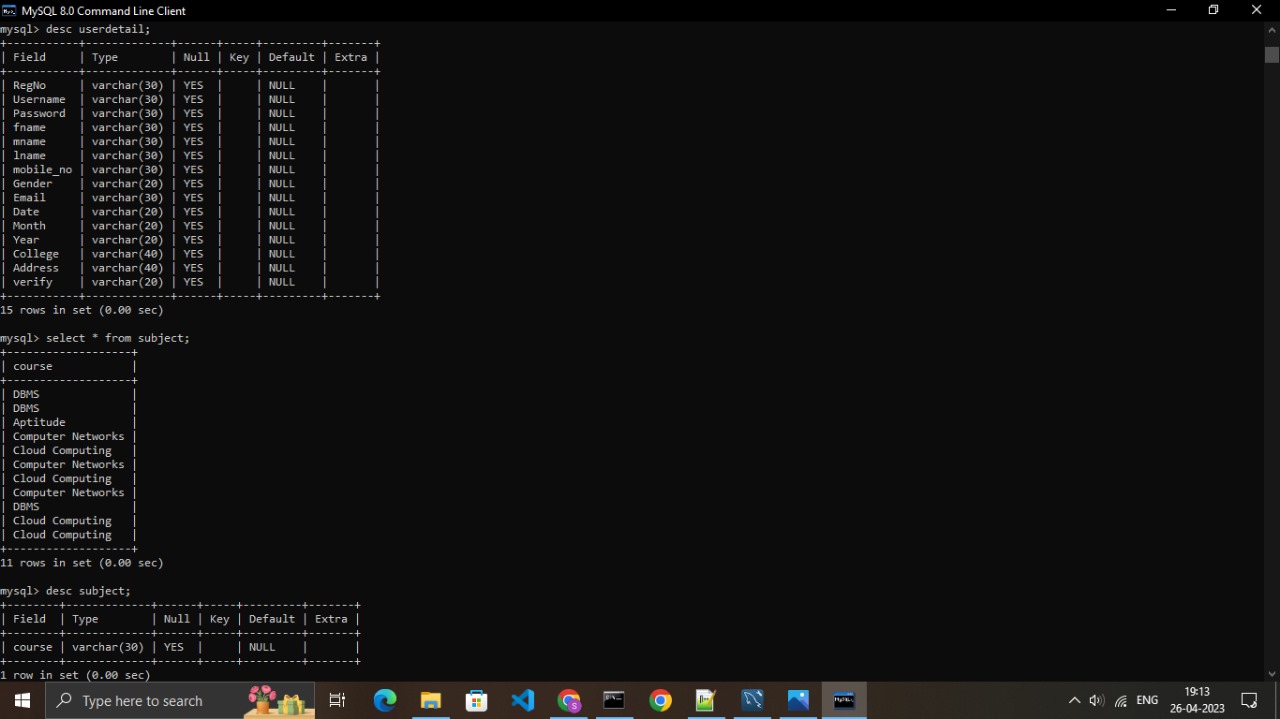 MySQL 8.0 Command Line Client
mysql> desc userdetail;
+-----------+-------------+------+-----+---------+-------+
| Field     | Type        | Null | Key | Default | Extra |
+-----------+-------------+------+-----+---------+-------+
| RegNo     | varchar(30) | YES  |     | NULL    |       |
| Username  | varchar(30) | YES  |     | NULL    |       |
| Password  | varchar(30) | YES  |     | NULL    |       |
| fname     | varchar(30) | YES  |     | NULL    |       |
| mname     | varchar(30) | YES  |     | NULL    |       |
| lname     | varchar(30) | YES  |     | NULL    |       |
| mobile_no | varchar(30) | YES  |     | NULL    |       |
| Gender    | varchar(20) | YES  |     | NULL    |       |
| Email     | varchar(30) | YES  |     | NULL    |       |
| Date      | varchar(20) | YES  |     | NULL    |       |
| Month     | varchar(20) | YES  |     | NULL    |       |
| Year      | varchar(20) | YES  |     | NULL    |       |
| College   | varchar(40) | YES  |     | NULL    |       |
| Address   | varchar(40) | YES  |     | NULL    |       |
| verify    | varchar(20) | YES  |     | NULL    |       |
+-----------+-------------+------+-----+---------+-------+
15 rows in set (0.00 sec)
mysql> select * from subject;
+-------------------+
| course            |
+-------------------+
| DBMS              |
| DBMS              |
| Aptitude          |
| Computer Networks |
| Cloud Computing   |
| Computer Networks |
| Cloud Computing   |
| Computer Networks |
| DBMS              |
| Cloud Computing   |
| Cloud Computing   |
+-------------------+
11 rows in set (0.00 sec)
mysql> desc subject;
+--------+-------------+------+-----+---------+-------+
| Field  | Type        | Null | Key | Default | Extra |
+--------+-------------+------+-----+---------+-------+
| course | varchar(30) | YES  |     | NULL    |       |
+--------+-------------+------+-----+---------+-------+
1 row in set (0.00 sec)
Type here to search
ENG
19:13
26-04-2023